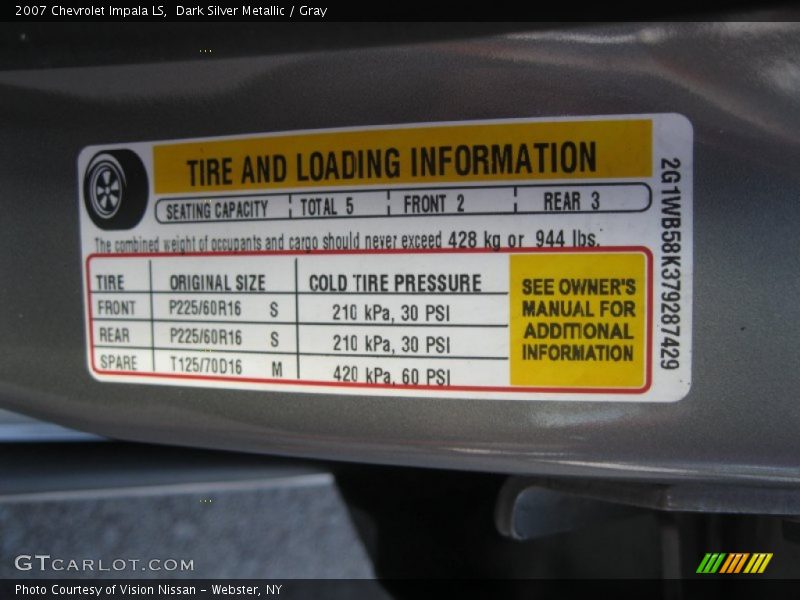 2007 Chevrolet Impala LS,  Dark Silver Metallic / Gray
TIRE AND LOADING INFORMATION
SEATING CAPACITY TOTAL 5 FRONT 2 REAR 3
The combined weight of occupants and cargo should never exceed 428 kg or 944 lbs.
TIRE ORIGINAL SIZE COLD TIRE PRESSURE
FRONT P225/60R16 S 210 kPa, 30 PSI
REAR P225/60R16 S 210 kPa, 30 PSI
SPARE T125/70D16 M 420 kPa, 60 PSI
SEE OWNER'S
MANUAL FOR
ADDITIONAL
INFORMATION
2G1WB58K379287429
GTCARLOT.COM
Photo Courtesy of Vision Nissan - Webster, NY